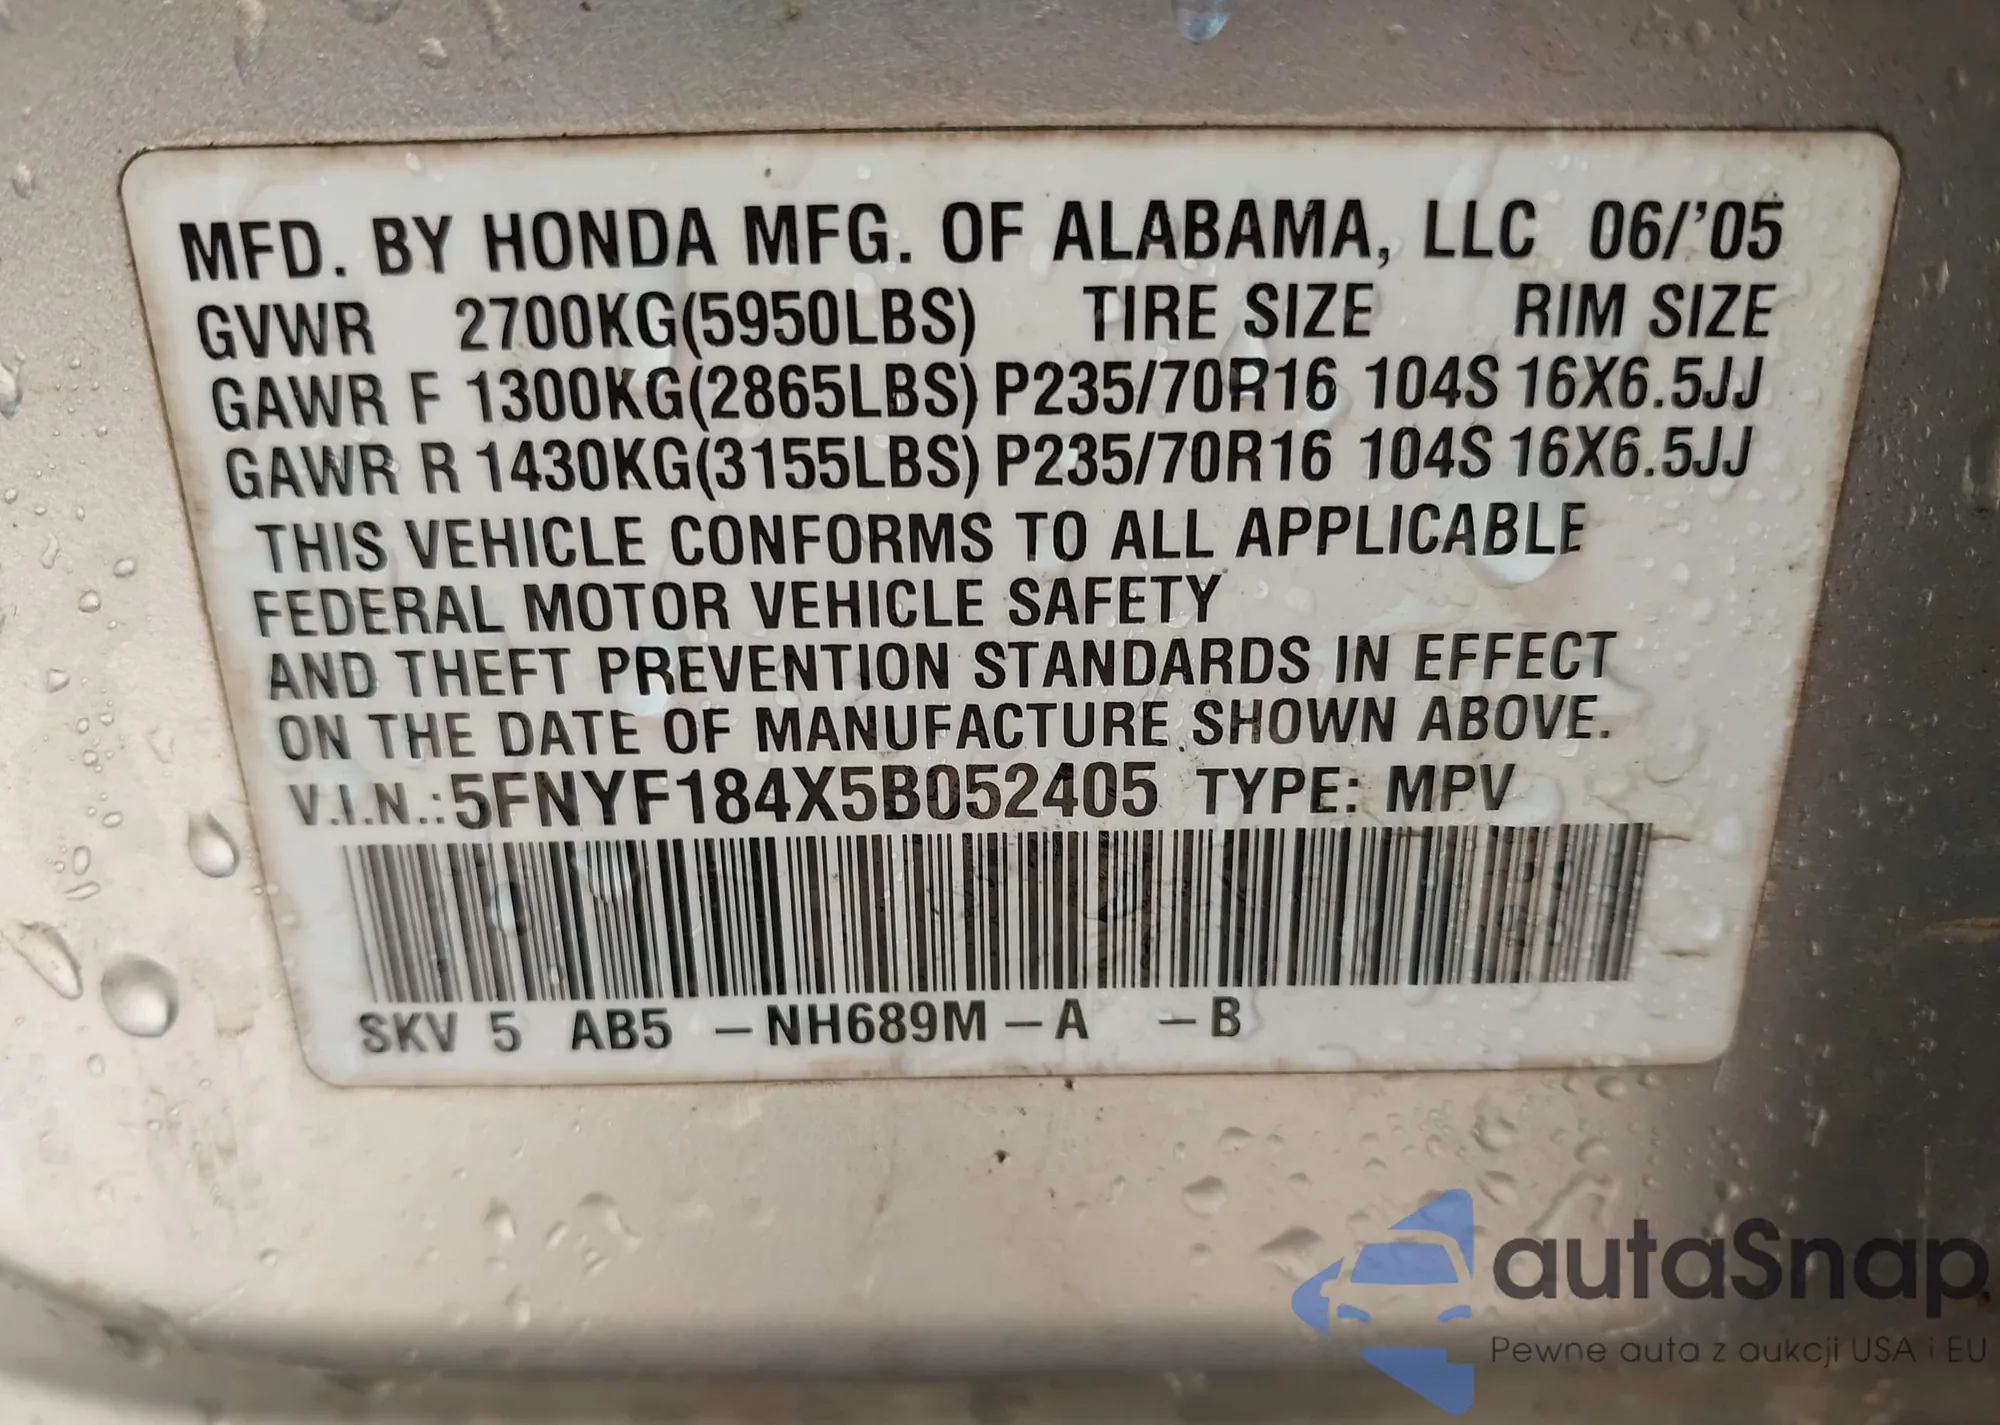 MFD. BY HONDA MFG. OF ALABAMA, LLC 06/'05
GVWR 2700KG(5950LBS) TIRE SIZE RIM SIZE
GAWR F 1300KG(2865LBS) P235/70R16 104S 16X6.5JJ
GAWR R 1430KG(3155LBS) P235/70R16 104S 16X6.5JJ
THIS VEHICLE CONFORMS TO ALL APPLICABLE
FEDERAL MOTOR VEHICLE SAFETY
AND THEFT PREVENTION STANDARDS IN EFFECT
ON THE DATE OF MANUFACTURE SHOWN ABOVE.
V.I.N.:5FNYF184X5B052405 TYPE: MPV
SKV 5 AB5 –NH689M –A –B
autaSnap
Pewne auta z aukcji USA i EU